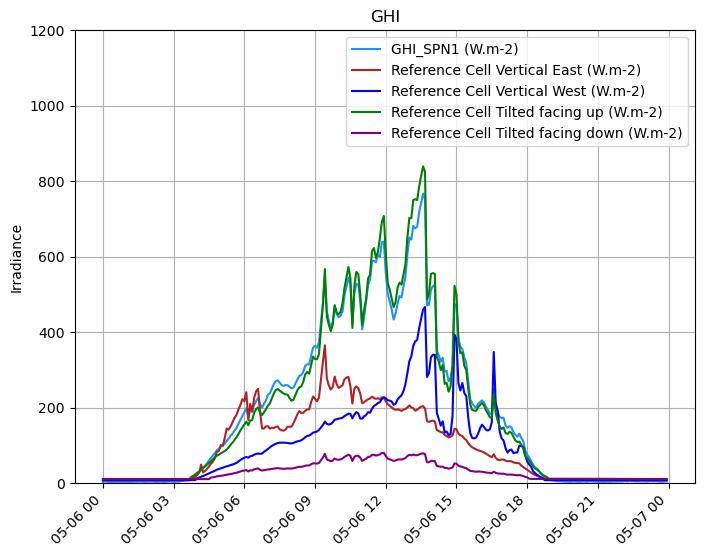 GHI
1200
1000
800
600
400
200
0
Irradiance
GHI_SPN1 (W.m-2)
Reference Cell Vertical East (W.m-2)
Reference Cell Vertical West (W.m-2)
Reference Cell Tilted facing up (W.m-2)
Reference Cell Tilted facing down (W.m-2)
05-06 00
05-06 03
05-06 06
05-06 09
05-06 12
05-06 15
05-06 18
05-06 21
05-07 00